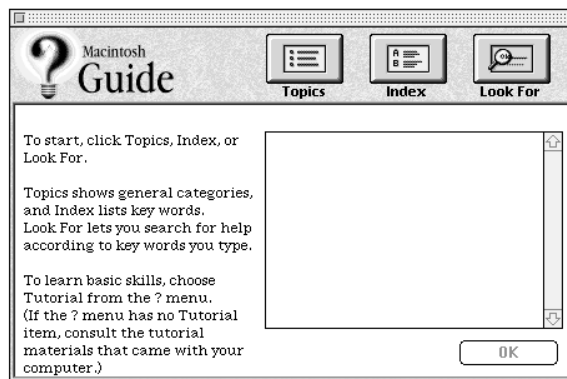 Macintosh
Guide
Topics
Index
Look For
To start, click Topics, Index, or
Look For.
Topics shows general categories,
and Index lists key words.
Look For lets you search for help
according to key words you type.
To learn basic skills, choose
Tutorial from the ? menu.
(If the ? menu has no Tutorial
item, consult the tutorial
materials that came with your
computer.)
OK